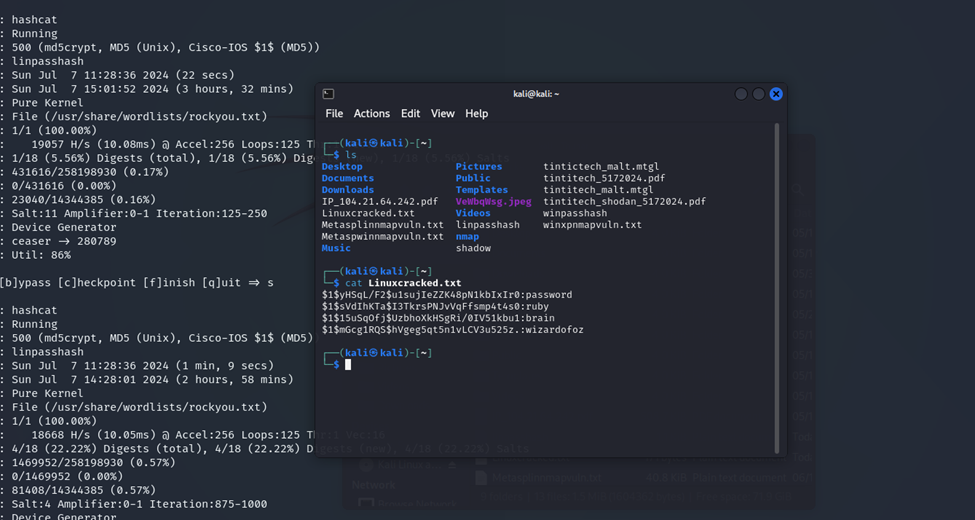 : hashcat
: Running
: 500 (md5crypt, MD5 (Unix), Cisco-IOS $1$ (MD5))
: linpasshash
: Sun Jul  7 11:28:36 2024 (22 secs)
: Sun Jul  7 15:01:52 2024 (3 hours, 32 mins)
: Pure Kernel
: File (/usr/share/wordlists/rockyou.txt)
: 1/1 (100.00%)
:    19057 H/s (10.08ms) @ Accel:256 Loops:125
: 1/18 (5.56%) Digests (total), 1/18 (5.56%)
: 431616/258198930 (0.17%)
: 0/431616 (0.00%)
: 23040/14344385 (0.16%)
: Salt:11 Amplifier:0-1 Iteration:125-250
: Device Generator
: ceaser -> 280789
: Util: 86%
[b]ypass [c]heckpoint [f]inish [q]uit => s
: hashcat
: Running
: 500 (md5crypt, MD5 (Unix), Cisco-IOS $1$ (MD5))
: linpasshash
: Sun Jul  7 11:28:36 2024 (1 min, 9 secs)
: Sun Jul  7 14:28:01 2024 (2 hours, 58 mins)
: Pure Kernel
: File (/usr/share/wordlists/rockyou.txt)
: 1/1 (100.00%)
:    18668 H/s (10.05ms) @ Accel:256 Loops:125
: 4/18 (22.22%) Digests (total), 4/18 (22.22%) Digests (new), 4/18 (22.22%) Salts
: 1469952/258198930 (0.57%)
: 0/1469952 (0.00%)
: 81408/14344385 (0.57%)
: Salt:4 Amplifier:0-1 Iteration:875-1000
: Device Generator
kali@kali: ~
File Actions Edit View Help
(kali㉿kali)-[~]
$ ls
Desktop Pictures tintictech_malt.mtgl
Documents Public tintitech_5172024.pdf
Downloads Templates tintitech_malt.mtgl
IP_104.21.64.242.pdf VeWbqWsg.jpeg tintitech_shodan_5172024.pdf
Linuxcracked.txt Videos winpasshash
Metasplinnmapvuln.txt linpasshash winxpnmapvuln.txt
Metaspwinnmapvuln.txt nmap
Music shadow
(kali㉿kali)-[~]
$ cat Linuxcracked.txt
$1$yHSqL/F2$u1sujIeZZK48pN1kbIxIr0:password
$1$sVdIhKTa$I3TkrsPNJvVqFfsmp4t4s0:ruby
$1$15uSqOfj$UzbhoXkHSgRi/0IV51kbu1:brain
$1$mGcg1RQS$hVgeg5qt5n1vLCV3u525z.:wizardofoz
(kali㉿kali)-[~]
$